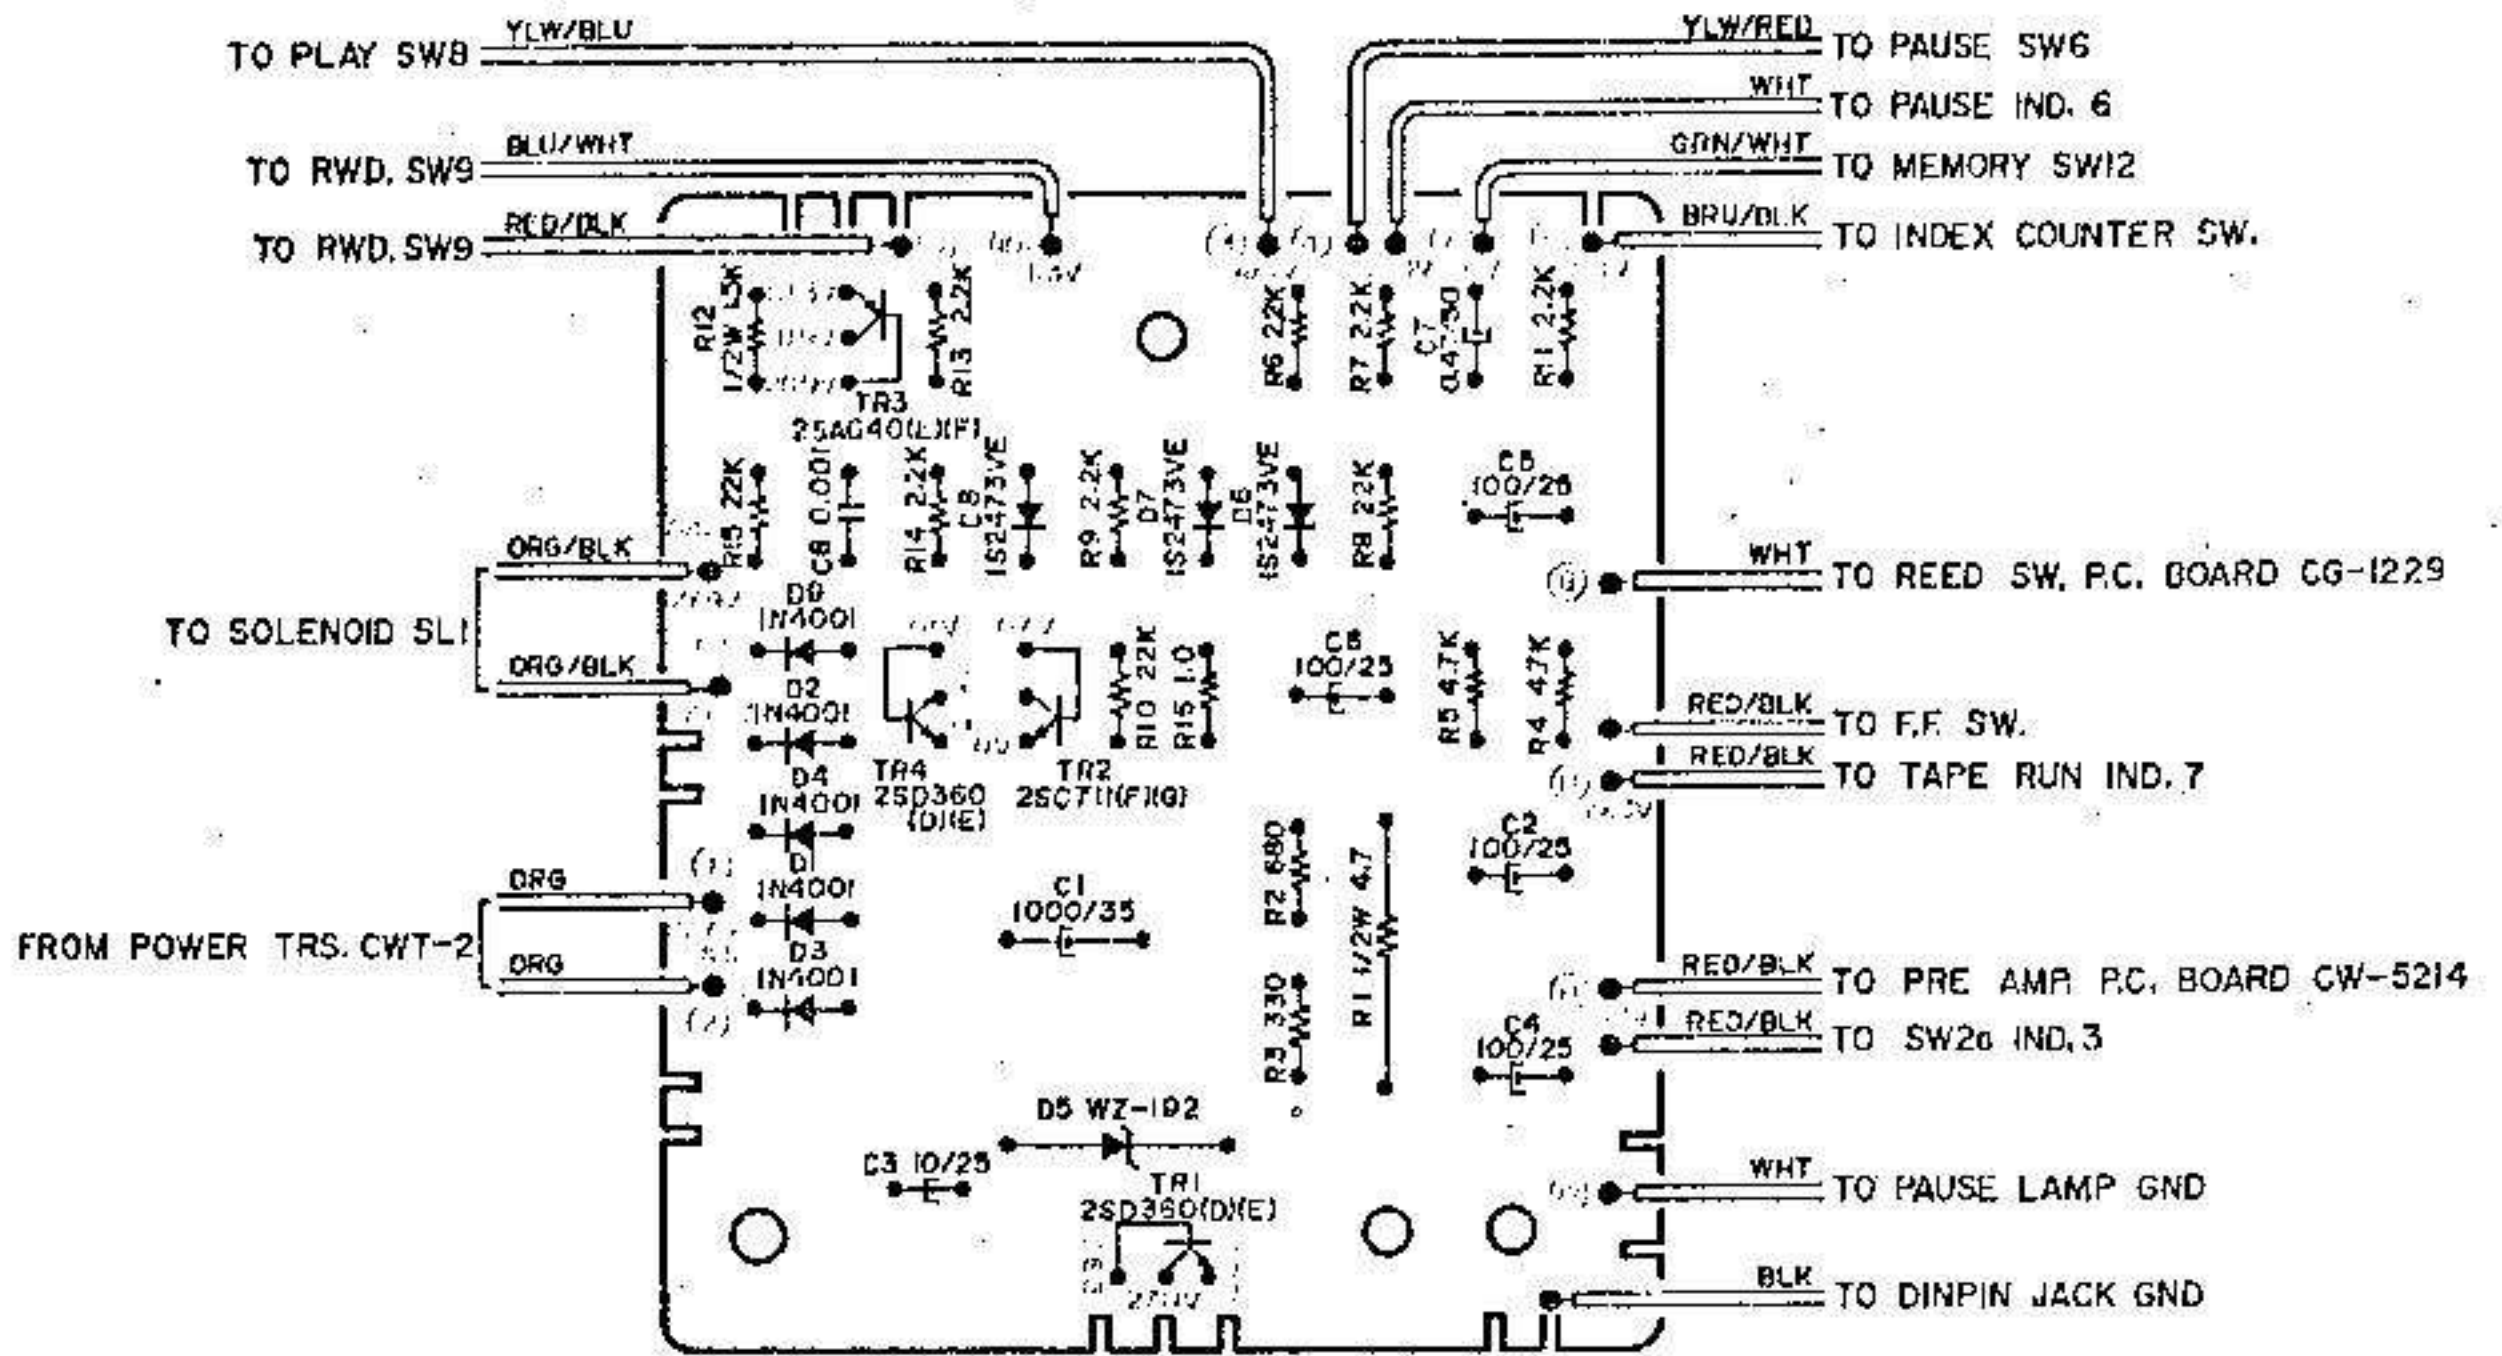 YLW/BLU
TO PLAY SW8
BLU/WHT
TO RWD. SW9
RED/BLK
TO RWD. SW9
YLW/RED
TO PAUSE SW6
WHT
TO PAUSE IND. 6
GRN/WHT
TO MEMORY SW12
BRU/BLK
TO INDEX COUNTER SW.
R12
1/2W 1.5K
R13 2.2K
TR3
R6 22K
R7 2.2K
C7
0.47/50
R11 2.2K
R15 22K
C8 0.001
R14 2.2K
C8
1S2473VE
R9 2.2K
D7
1S2473VE
D6
1S2473VE
R8 22K
100/25
ORG/BLK
TO SOLENOID SL1
ORG/BLK
D9
1N4001
D2
1N4001
D4
1N4001
D1
1N4001
D3
1N4001
TR4
2SD360
(D)(E)
TR2
2SC711(F)(G)
R10 22K
R15 1.0
100/25
R5 4.7K
R4 4.7K
WHT
TO REED SW. P.C. BOARD CG-1229
RED/BLK
TO F.F. SW.
RED/BLK
TO TAPE RUN IND. 7
(1)
ORG
FROM POWER TRS. CWT-2
ORG
(2)
C1
1000/35
R2 680
R1 1/2W 4.7
R3 330
C2
100/25
C4
100/25
RED/BLK
TO PRE AMP. P.C. BOARD CW-5214
RED/BLK
TO SW2a IND. 3
D5 WZ-192
C3 10/25
TR1
2SD360(D)(E)
WHT
TO PAUSE LAMP GND
BLK
TO DINPIN JACK GND